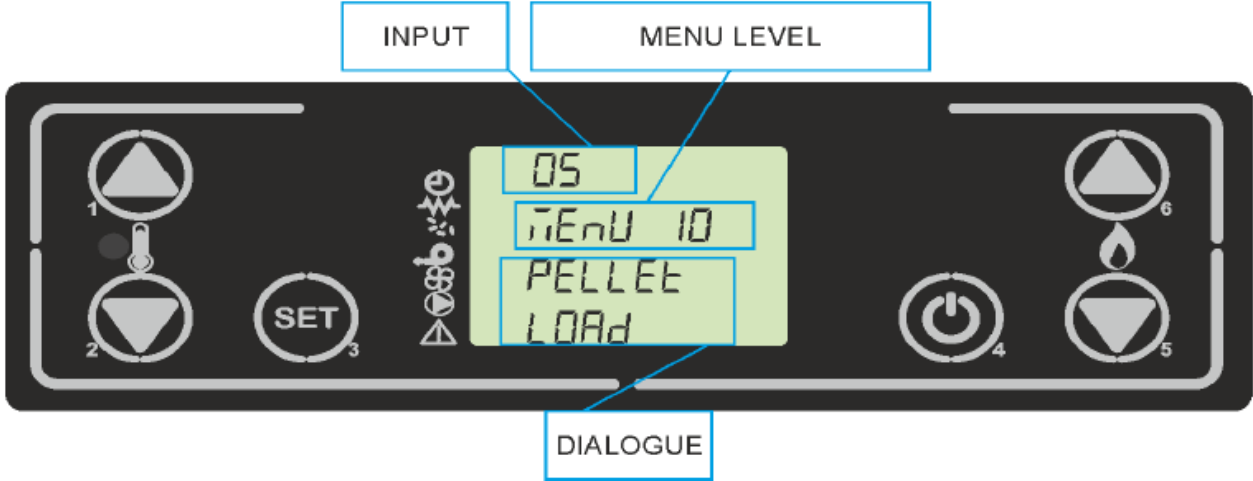 INPUT MENU LEVEL
05
MEnU 10
PELLEt
LOAd
1
2
SET
3
4
5
6
DIALOGUE